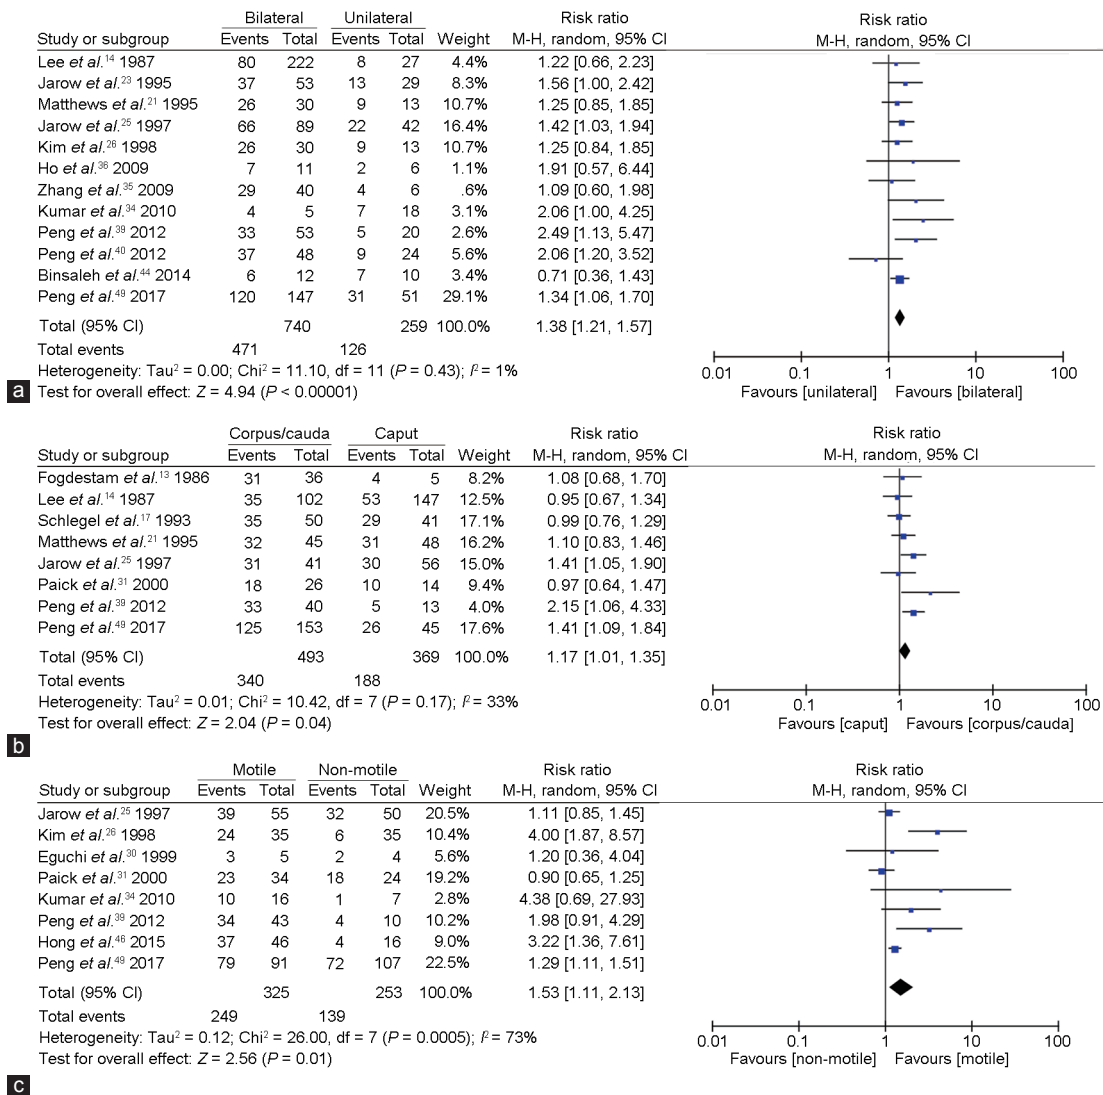 Bilateral Unilateral Risk ratio Risk ratio
Study or subgroup Events Total Events Total Weight M-H, random, 95% CI M-H, random, 95% CI
Lee et al.14 1987 80 222 8 27 4.4% 1.22 [0.66, 2.23]
Jarow et al.23 1995 37 53 13 29 8.3% 1.56 [1.00, 2.42]
Matthews et al.21 1995 26 30 9 13 10.7% 1.25 [0.85, 1.85]
Jarow et al.25 1997 66 89 22 42 16.4% 1.42 [1.03, 1.94]
Kim et al.26 1998 26 30 9 13 10.7% 1.25 [0.84, 1.85]
Ho et al.36 2009 7 11 2 6 1.1% 1.91 [0.57, 6.44]
Zhang et al.35 2009 29 40 4 6 .6% 1.09 [0.60, 1.98]
Kumar et al.34 2010 4 5 7 18 3.1% 2.06 [1.00, 4.25]
Peng et al.39 2012 33 53 5 20 2.6% 2.49 [1.13, 5.47]
Peng et al.40 2012 37 48 9 24 5.6% 2.06 [1.20, 3.52]
Binsaleh et al.44 2014 6 12 7 10 3.4% 0.71 [0.36, 1.43]
Peng et al.49 2017 120 147 31 51 29.1% 1.34 [1.06, 1.70]
Total (95% CI) 740 259 100.0% 1.38 [1.21, 1.57]
Total events 471 126
Heterogeneity: Tau2 = 0.00; Chi2 = 11.10, df = 11 (P = 0.43); I2 = 1%
0.01 0.1 1 10 100
a Test for overall effect: Z = 4.94 (P < 0.00001) Favours [unilateral] Favours [bilateral]
Corpus/cauda Caput Risk ratio Risk ratio
Study or subgroup Events Total Events Total Weight M-H, random, 95% CI M-H, random, 95% CI
Fogdestam et al.13 1986 31 36 4 5 8.2% 1.08 [0.68, 1.70]
Lee et al.14 1987 35 102 53 147 12.5% 0.95 [0.67, 1.34]
Schlegel et al.17 1993 35 50 29 41 17.1% 0.99 [0.76, 1.29]
Matthews et al.21 1995 32 45 31 48 16.2% 1.10 [0.83, 1.46]
Jarow et al.25 1997 31 41 30 56 15.0% 1.41 [1.05, 1.90]
Paick et al.31 2000 18 26 10 14 9.4% 0.97 [0.64, 1.47]
Peng et al.39 2012 33 40 5 13 4.0% 2.15 [1.06, 4.33]
Peng et al.49 2017 125 153 26 45 17.6% 1.41 [1.09, 1.84]
Total (95% CI) 493 369 100.0% 1.17 [1.01, 1.35]
Total events 340 188
Heterogeneity: Tau2 = 0.01; Chi2 = 10.42, df = 7 (P = 0.17); I2 = 33%
0.01 0.1 1 10 100
Test for overall effect: Z = 2.04 (P = 0.04) Favours [caput] Favours [corpus/cauda]
b
Motile Non-motile Risk ratio Risk ratio
Study or subgroup Events Total Events Total Weight M-H, random, 95% CI M-H, random, 95% CI
Jarow et al.25 1997 39 55 32 50 20.5% 1.11 [0.85, 1.45]
Kim et al.26 1998 24 35 6 35 10.4% 4.00 [1.87, 8.57]
Eguchi et al.30 1999 3 5 2 4 5.6% 1.20 [0.36, 4.04]
Paick et al.31 2000 23 34 18 24 19.2% 0.90 [0.65, 1.25]
Kumar et al.34 2010 10 16 1 7 2.8% 4.38 [0.69, 27.93]
Peng et al.39 2012 34 43 4 10 10.2% 1.98 [0.91, 4.29]
Hong et al.46 2015 37 46 4 16 9.0% 3.22 [1.36, 7.61]
Peng et al.49 2017 79 91 72 107 22.5% 1.29 [1.11, 1.51]
Total (95% CI) 325 253 100.0% 1.53 [1.11, 2.13]
Total events 249 139
Heterogeneity: Tau2 = 0.12; Chi2 = 26.00, df = 7 (P = 0.0005); I2 = 73%
0.01 0.1 1 10 100
Test for overall effect: Z = 2.56 (P = 0.01) Favours [non-motile] Favours [motile]
c